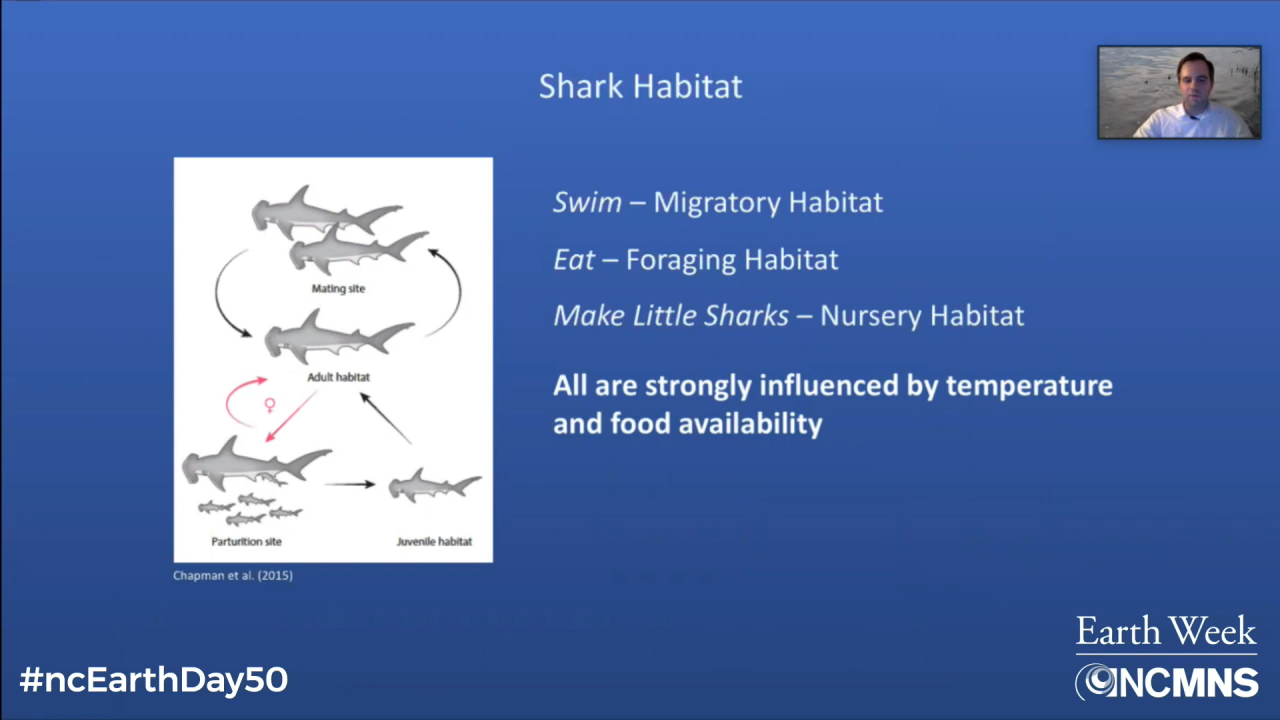 Shark Habitat
Mating site
Adult habitat
♀
Parturition site
Juvenile habitat
Chapman et al. (2015)
Swim – Migratory Habitat
Eat – Foraging Habitat
Make Little Sharks – Nursery Habitat
All are strongly influenced by temperature
and food availability
#ncEarthDay50
Earth Week
NCMNS